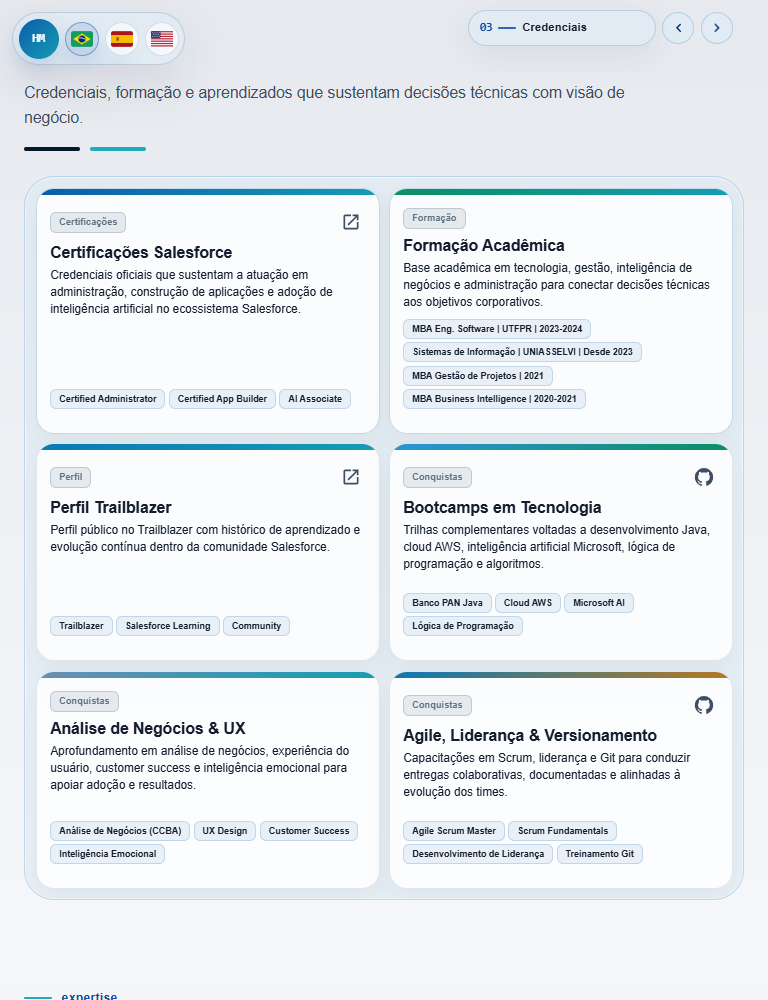 HM
03 Credenciais
Credenciais, formação e aprendizados que sustentam decisões técnicas com visão de
negócio.
Certificações
Certificações Salesforce
Credenciais oficiais que sustentam a atuação em
administração, construção de aplicações e adoção de
inteligência artificial no ecossistema Salesforce.
Certified Administrator
Certified App Builder
AI Associate
Formação
Formação Acadêmica
Base acadêmica em tecnologia, gestão, inteligência de
negócios e administração para conectar decisões técnicas
aos objetivos corporativos.
MBA Eng. Software | UTFPR | 2023-2024
Sistemas de Informação | UNIASSELVI | Desde 2023
MBA Gestão de Projetos | 2021
MBA Business Intelligence | 2020-2021
Perfil
Perfil Trailblazer
Perfil público no Trailblazer com histórico de aprendizado e
evolução contínua dentro da comunidade Salesforce.
Trailblazer
Salesforce Learning
Community
Conquistas
Bootcamps em Tecnologia
Trilhas complementares voltadas a desenvolvimento Java,
cloud AWS, inteligência artificial Microsoft, lógica de
programação e algoritmos.
Banco PAN Java
Cloud AWS
Microsoft AI
Lógica de Programação
Conquistas
Análise de Negócios & UX
Aprofundamento em análise de negócios, experiência do
usuário, customer success e inteligência emocional para
apoiar adoção e resultados.
Análise de Negócios (CCBA)
UX Design
Customer Success
Inteligência Emocional
Conquistas
Agile, Liderança & Versionamento
Capacitações em Scrum, liderança e Git para conduzir
entregas colaborativas, documentadas e alinhadas à
evolução dos times.
Agile Scrum Master
Scrum Fundamentals
Desenvolvimento de Liderança
Treinamento Git
expertise